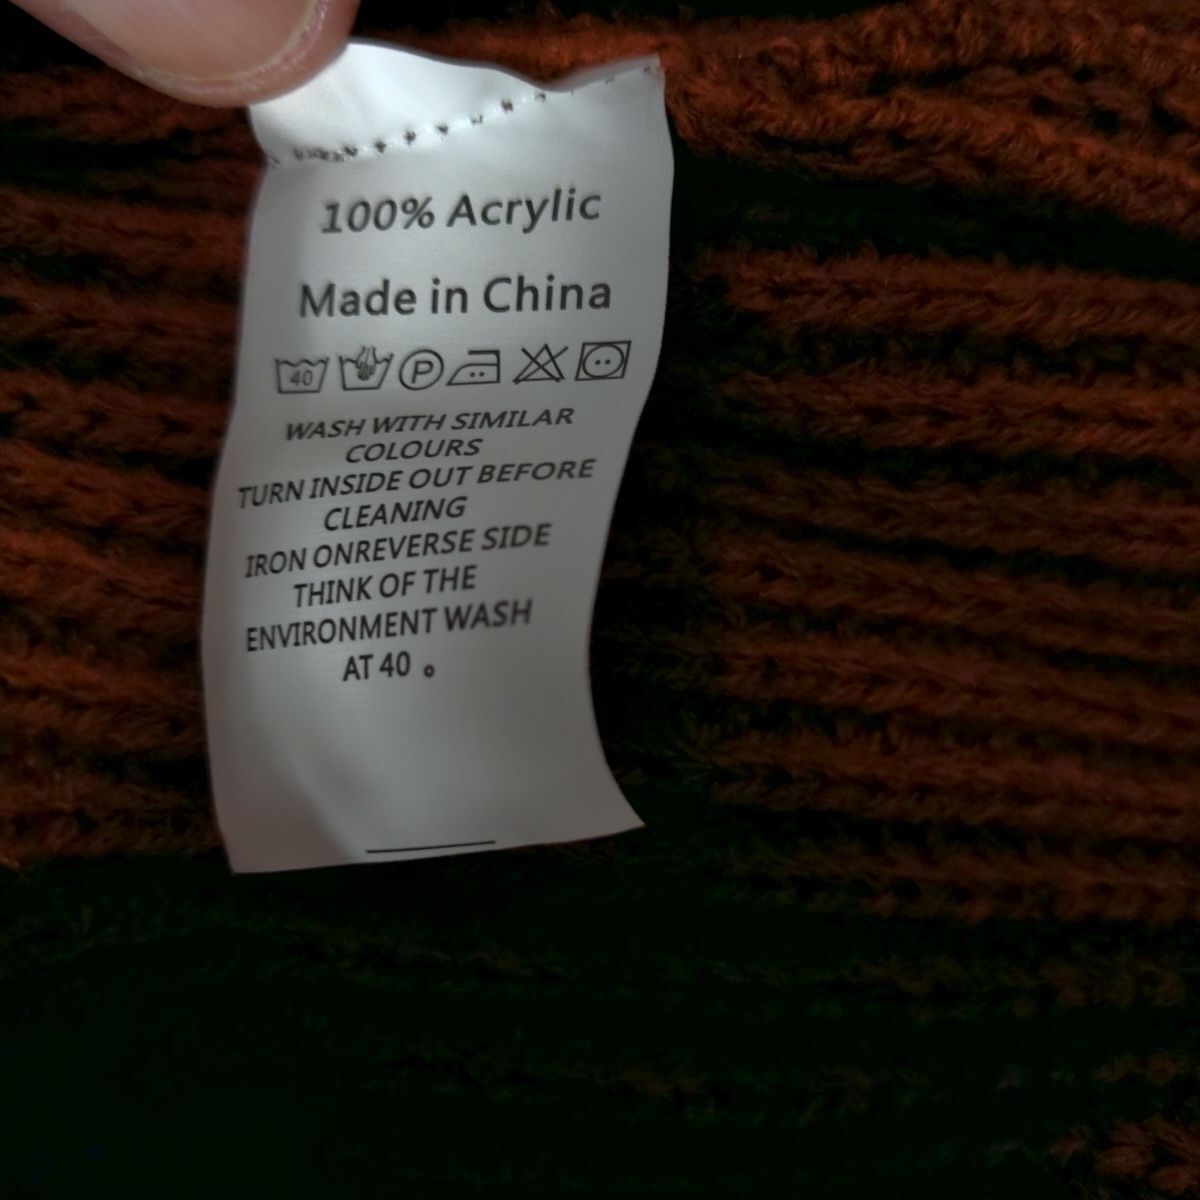 100% Acrylic
Made in China
40 P
WASH WITH SIMILAR
COLOURS
TURN INSIDE OUT BEFORE
CLEANING
IRON ONREVERSE SIDE
THINK OF THE
ENVIRONMENT WASH
AT 40 。